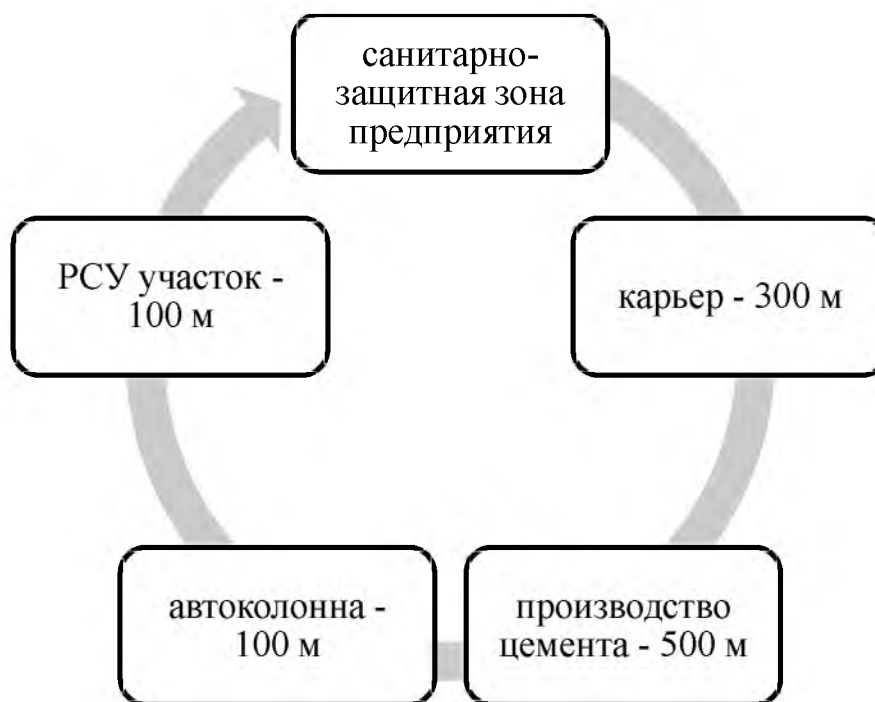 санитарно-
защитная зона
предприятия
карьер - 300 м
производство
цемента - 500 м
автоколонна -
100 м
РСУ участок -
100 м